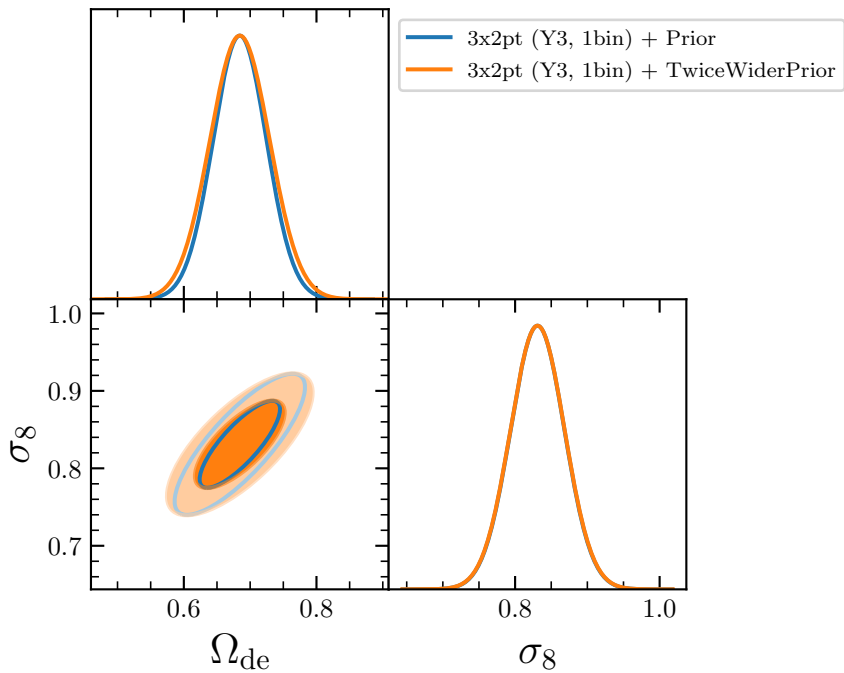 3x2pt (Y3, 1bin) + Prior
3x2pt (Y3, 1bin) + TwiceWiderPrior
1.0
0.9
0.8
0.7
σ8
0.6 0.8
0.8 1.0
Ωde
σ8